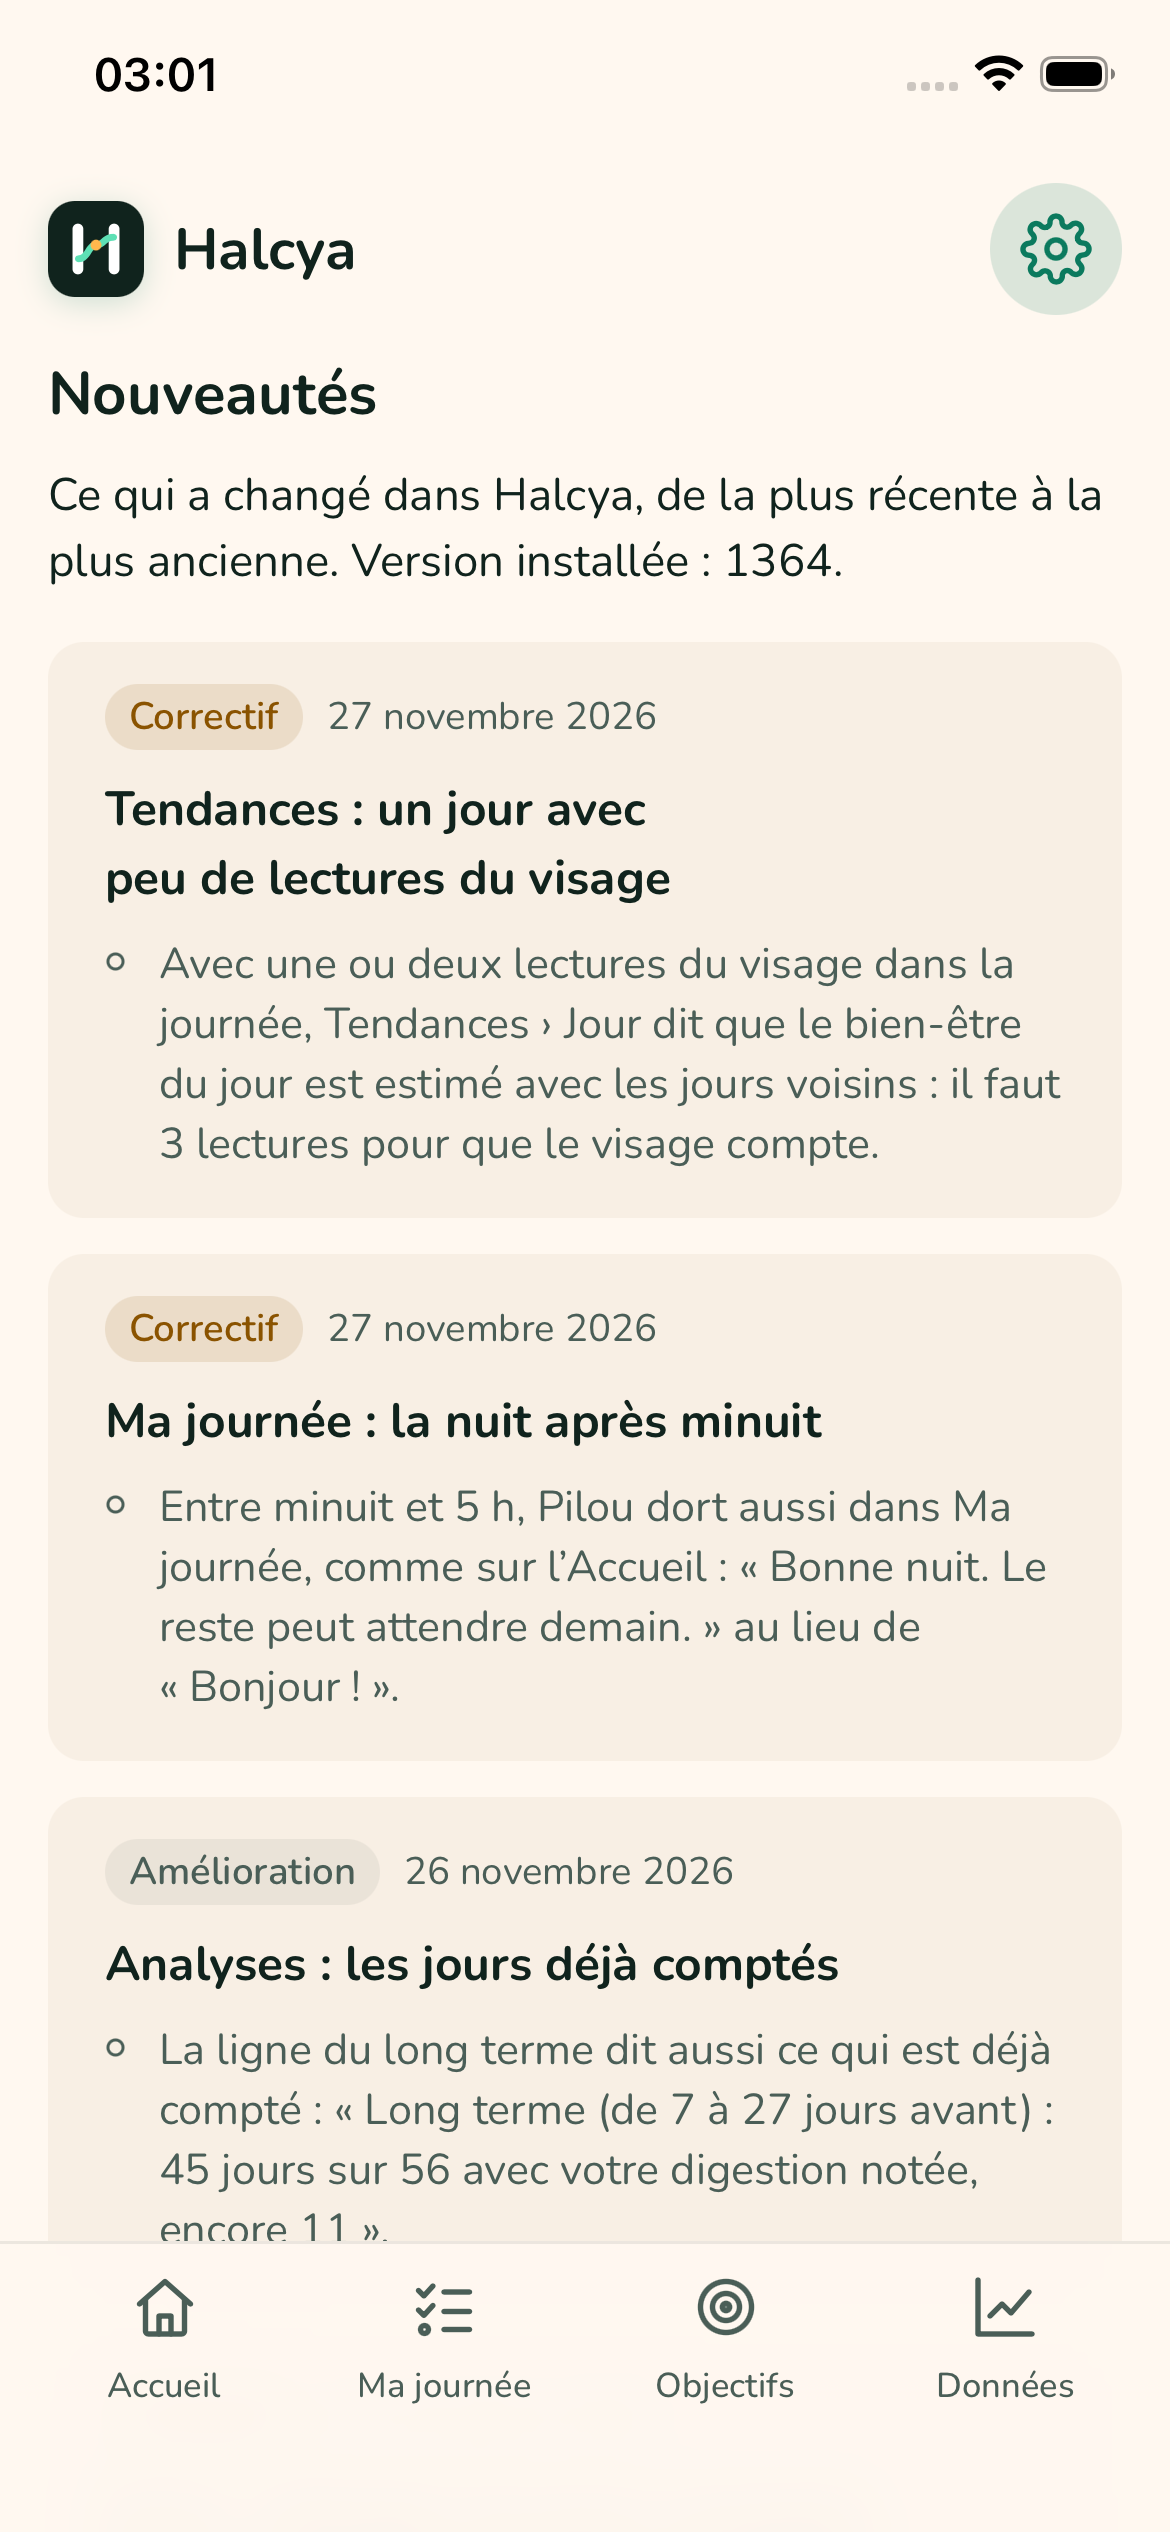 03:01
Halcya
Nouveautés
Ce qui a changé dans Halcya, de la plus récente à la
plus ancienne. Version installée : 1364.
Correctif 27 novembre 2026
Tendances : un jour avec
peu de lectures du visage
Avec une ou deux lectures du visage dans la
journée, Tendances › Jour dit que le bien-être
du jour est estimé avec les jours voisins : il faut
3 lectures pour que le visage compte.
Correctif 27 novembre 2026
Ma journée : la nuit après minuit
Entre minuit et 5 h, Pilou dort aussi dans Ma
journée, comme sur l’Accueil : « Bonne nuit. Le
reste peut attendre demain. » au lieu de
« Bonjour ! ».
Amélioration 26 novembre 2026
Analyses : les jours déjà comptés
La ligne du long terme dit aussi ce qui est déjà
compté : « Long terme (de 7 à 27 jours avant) :
45 jours sur 56 avec votre digestion notée,
encore 11 ».
Accueil Ma journée Objectifs Données